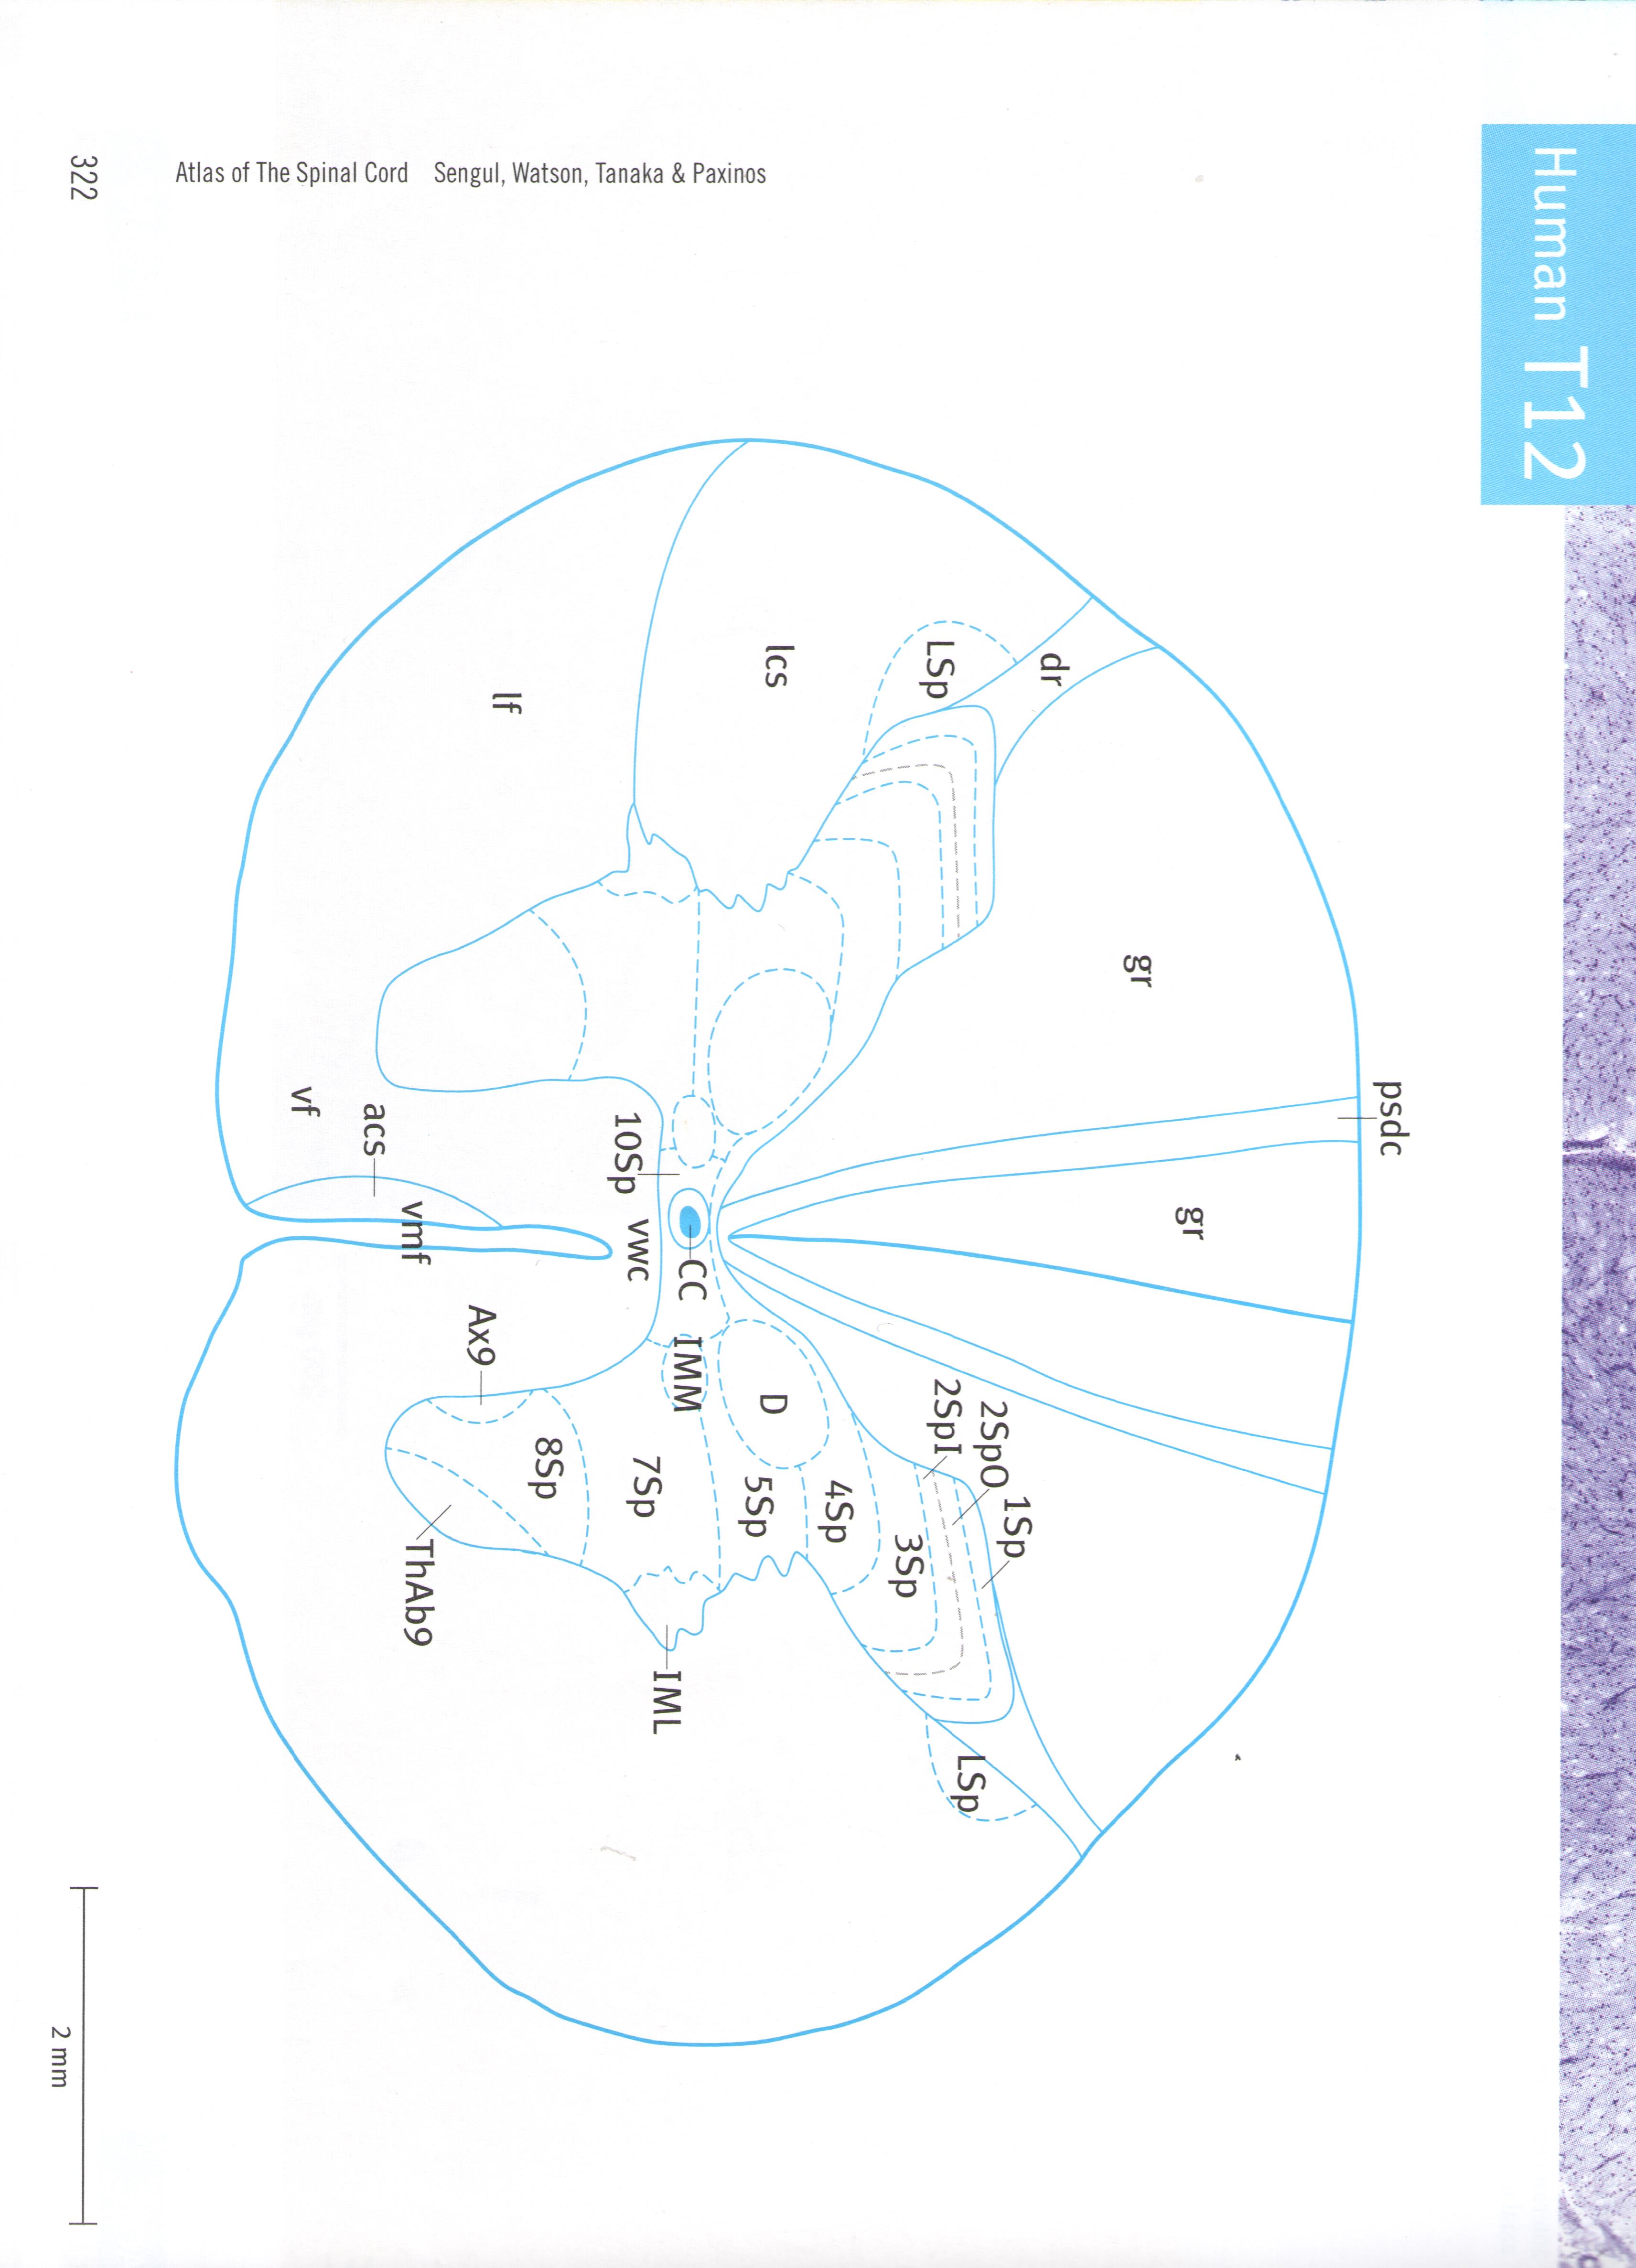 Human T12
psdc
gr
gr
dr
LSp
lcs
lf
1Sp
2SpO
2SpI
3Sp
4Sp
D
5Sp
LSp
CC
IMM
10Sp
vwc
7Sp
IML
8Sp
Ax9
ThAb9
vmf
acs
vf
322
Atlas of The Spinal Cord Sengul, Watson, Tanaka & Paxinos
2 mm